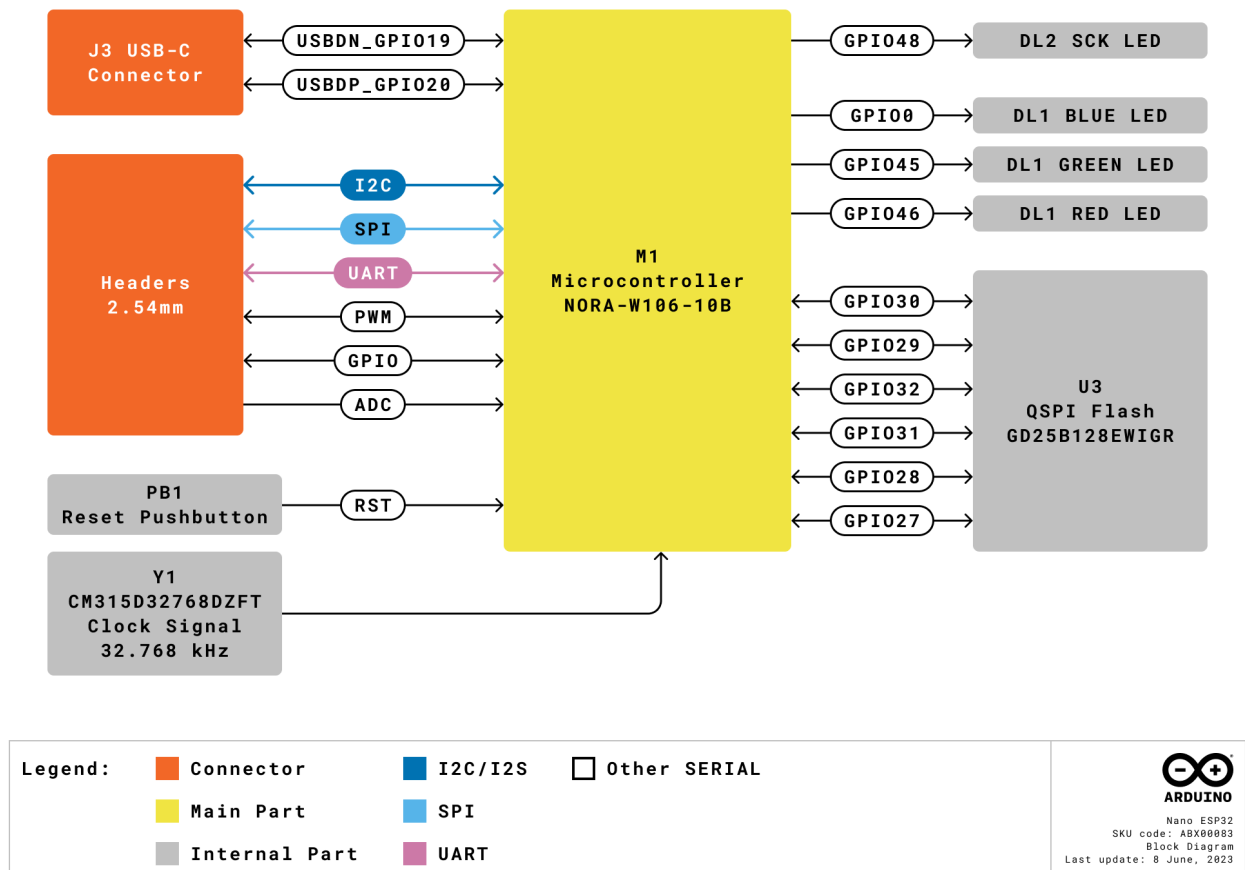 J3 USB-C
Connector
USBDN_GPIO19
USBDP_GPIO20
Headers
2.54mm
I2C
SPI
UART
PWM
GPIO
ADC
PB1
Reset Pushbutton
RST
Y1
CM315D32768DZFT
Clock Signal
32.768 kHz
M1
Microcontroller
NORA-W106-10B
GPIO48
DL2 SCK LED
GPIO0
DL1 BLUE LED
GPIO45
DL1 GREEN LED
GPIO46
DL1 RED LED
GPIO30
GPIO29
GPIO32
GPIO31
GPIO28
GPIO27
U3
QSPI Flash
GD25B128EWIGR
Legend:
Connector
Main Part
Internal Part
I2C/I2S
SPI
UART
Other SERIAL
ARDUINO
Nano ESP32
SKU code: ABX00083
Block Diagram
Last update: 8 June, 2023